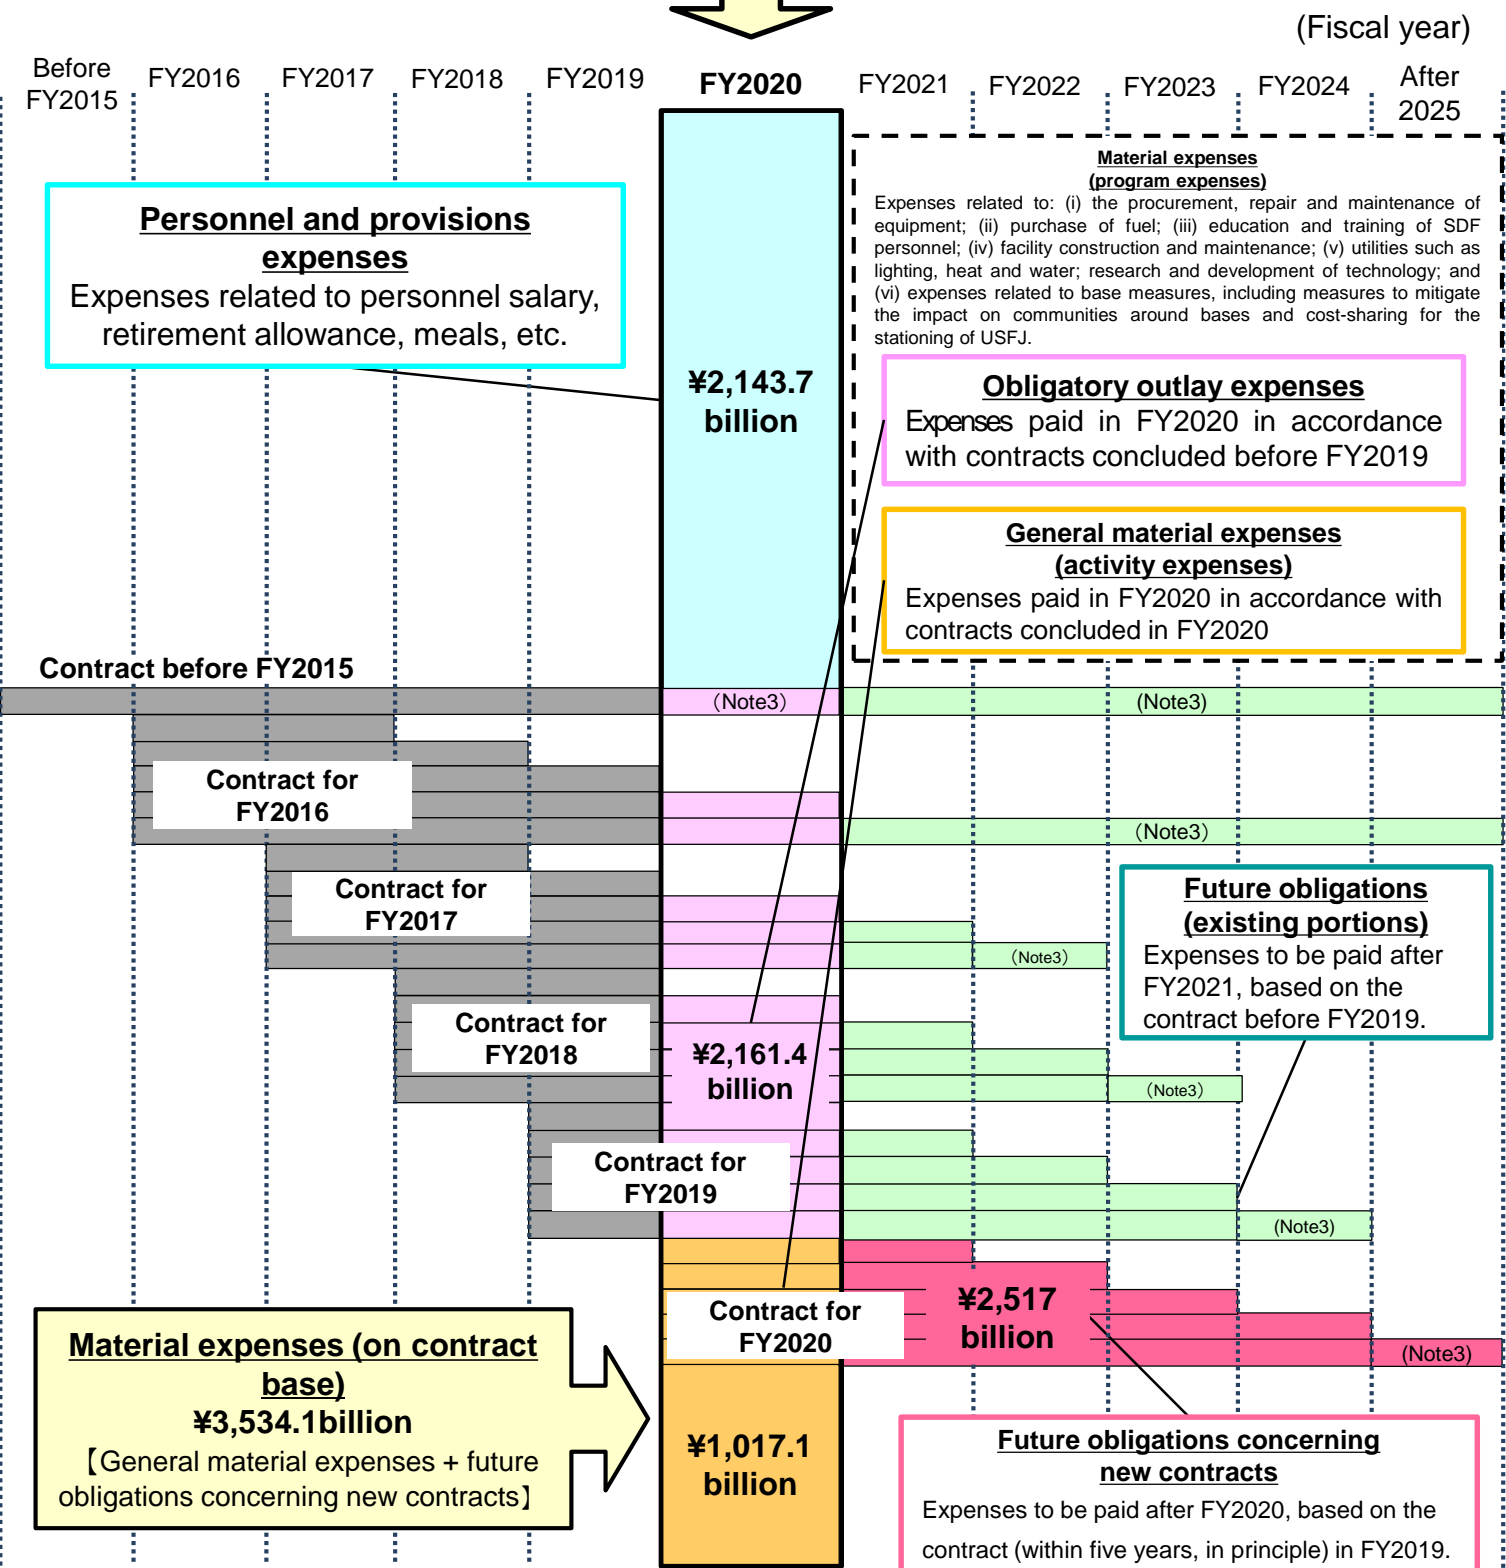 (Fiscal year)
Before
FY2015
FY2016
FY2017
FY2018
FY2019
FY2020
FY2021
FY2022
FY2023
FY2024
After
2025
Personnel and provisions
expenses
Expenses related to personnel salary,
retirement allowance, meals, etc.
¥2,143.7
billion
Material expenses
(program expenses)
Expenses related to: (i) the procurement, repair and maintenance of
equipment; (ii) purchase of fuel; (iii) education and training of SDF
personnel; (iv) facility construction and maintenance; (v) utilities such as
lighting, heat and water; research and development of technology; and
(vi) expenses related to base measures, including measures to mitigate
the impact on communities around bases and cost-sharing for the
stationing of USFJ.
Obligatory outlay expenses
Expenses paid in FY2020 in accordance
with contracts concluded before FY2019
General material expenses
(activity expenses)
Expenses paid in FY2020 in accordance with
contracts concluded in FY2020
Contract before FY2015
（Note3）
(Note3)
Contract for
FY2016
（Note3）
Contract for
FY2017
（Note3）
Future obligations
(existing portions)
Expenses to be paid after
FY2021, based on the
contract before FY2019.
Contract for
FY2018
¥2,161.4
billion
（Note3）
Contract for
FY2019
(Note3)
Contract for
FY2020
¥2,517
billion
(Note3)
Material expenses (on contract
base)
¥3,534.1billion
【General material expenses + future
obligations concerning new contracts】
¥1,017.1
billion
Future obligations concerning
new contracts
Expenses to be paid after FY2020, based on the
contract (within five years, in principle) in FY2019.